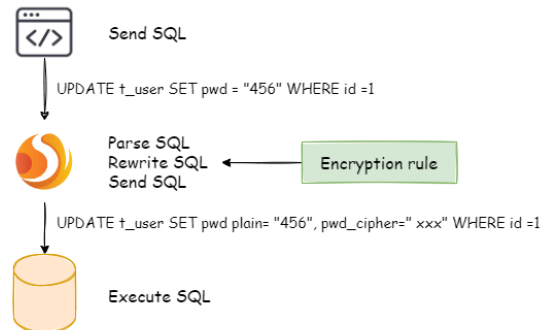 </>
Send SQL
UPDATE t_user SET pwd = "456" WHERE id =1
Parse SQL
Rewrite SQL
Send SQL
Encryption rule
UPDATE t_user SET pwd plain= "456", pwd_cipher=" xxx" WHERE id =1
Execute SQL